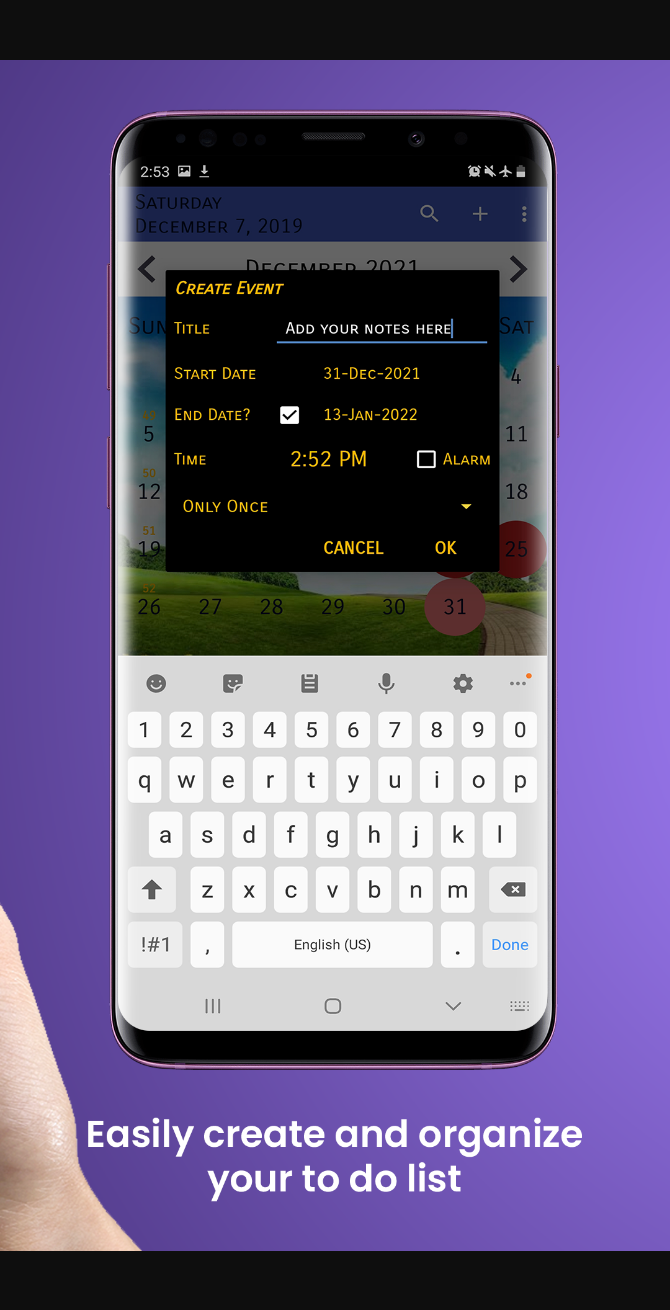 2:53
SATURDAY
DECEMBER 7, 2019
DECEMBER 2021
SUN SAT
CREATE EVENT
TITLE ADD YOUR NOTES HERE
START DATE 31-DEC-2021
END DATE? 13-JAN-2022
TIME 2:52 PM ALARM
ONLY ONCE
CANCEL OK
4
5 11
50
12 18
51
19 25
52
26 27 28 29 30 31
1 2 3 4 5 6 7 8 9 0
q w e r t y u i o p
a s d f g h j k l
z x c v b n m
!#1 , English (US) . Done
Easily create and organize
your to do list